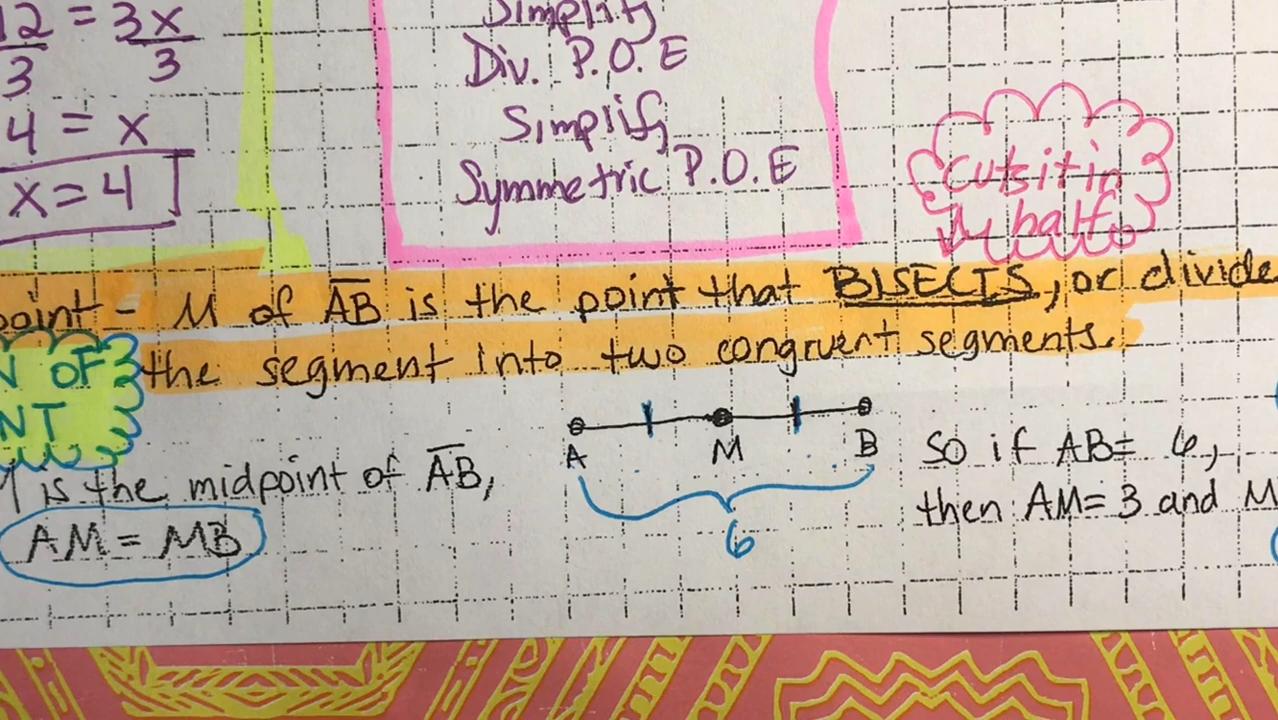 12 = 3x
3 3
4 = x
x = 4
Simplify
Div. P.O.E
Simplify
Symmetric P.O.E
cuts it in
half
point - M of AB is the point that BISECTS, or divide
N OF
the segment into two congruent segments.
NT
A M B
6
M is the midpoint of AB,
AM = MB
so if AB = 6,
then AM = 3 and M